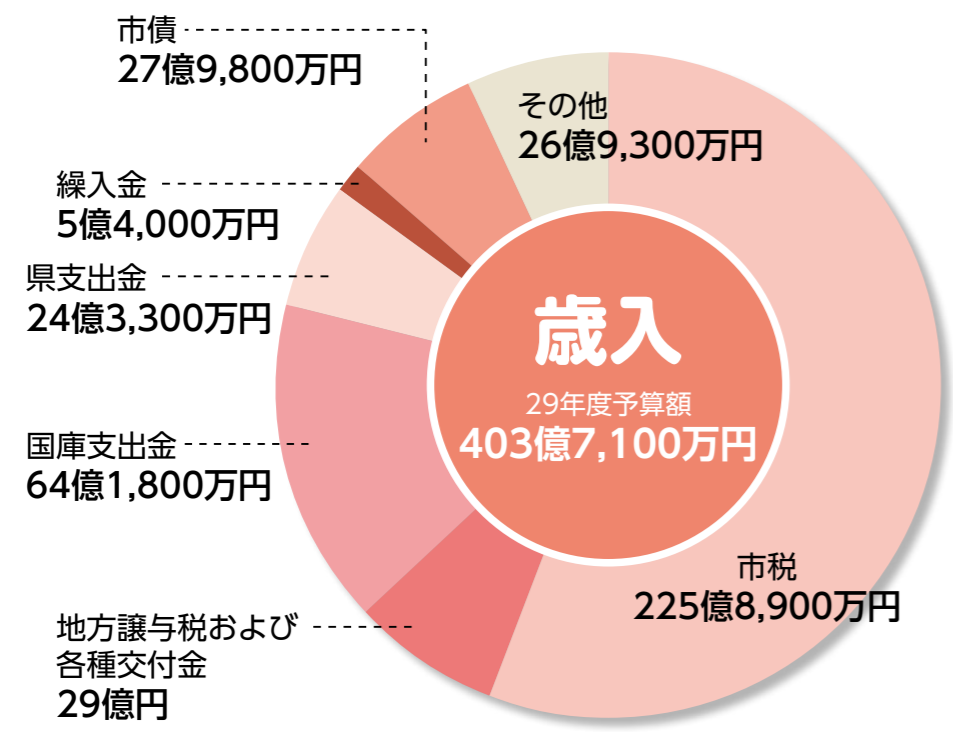 市債
27億9,800万円
その他
26億9,300万円
繰入金
5億4,000万円
県支出金
24億3,300万円
歳入
29年度予算額
403億7,100万円
国庫支出金
64億1,800万円
市税
225億8,900万円
地方譲与税および
各種交付金
29億円